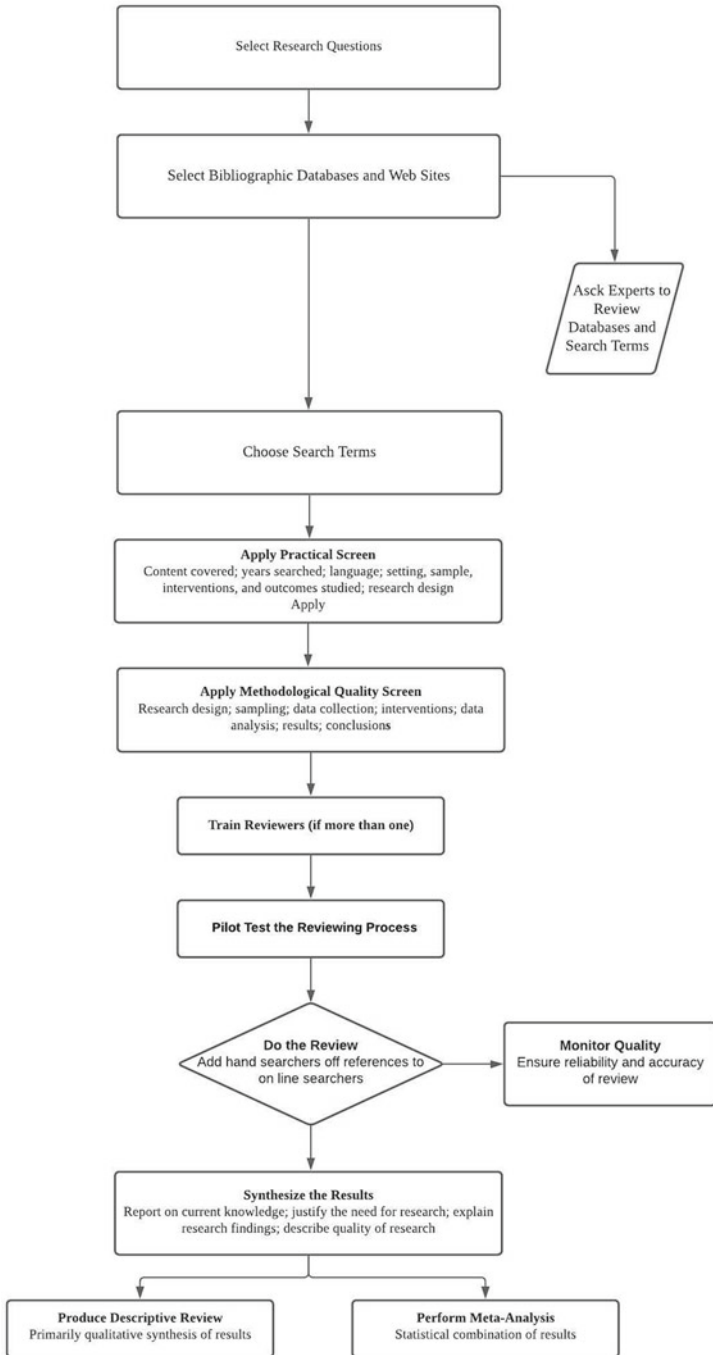 Select Research Questions
Select Bibliographic Databases and Web Sites
Asck Experts to
Review
Databases and
Search Terms
Choose Search Terms
Apply Practical Screen
Content covered; years searched; language; setting, sample,
interventions, and outcomes studied; research design
Apply
Apply Methodological Quality Screen
Research design; sampling; data collection; interventions; data
analysis; results; conclusions
Train Reviewers (if more than one)
Pilot Test the Reviewing Process
Do the Review
Add hand searchers off references to
on line searchers
Monitor Quality
Ensure reliability and accuracy
of review
Synthesize the Results
Report on current knowledge; justify the need for research; explain
research findings; describe quality of research
Produce Descriptive Review
Primarily qualitative synthesis of results
Perform Meta-Analysis
Statistical combination of results